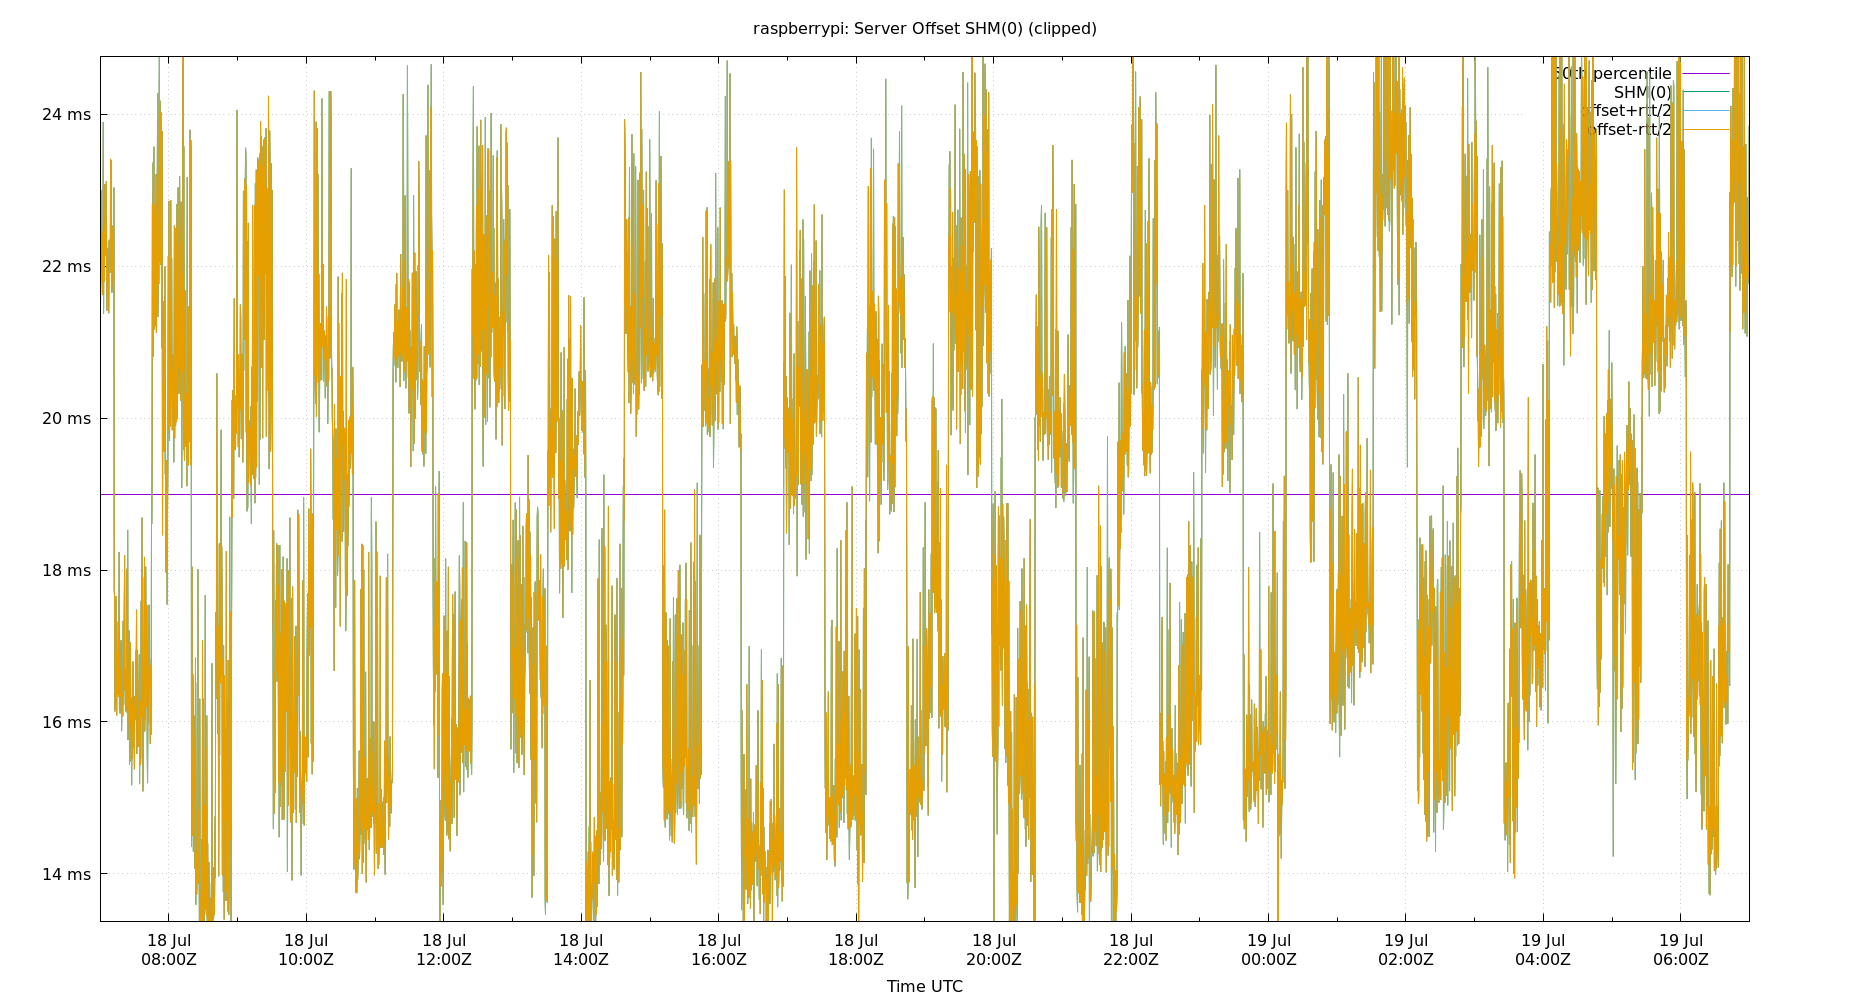 raspberrypi: Server Offset SHM(0) (clipped)
50th percentile
SHM(0)
offset+rtt/2
offset-rtt/2
24 ms
22 ms
20 ms
18 ms
16 ms
14 ms
18 Jul 18 Jul 18 Jul 18 Jul 18 Jul 18 Jul 18 Jul 18 Jul 19 Jul 19 Jul 19 Jul 19 Jul
08:00Z 10:00Z 12:00Z 14:00Z 16:00Z 18:00Z 20:00Z 22:00Z 00:00Z 02:00Z 04:00Z 06:00Z
Time UTC